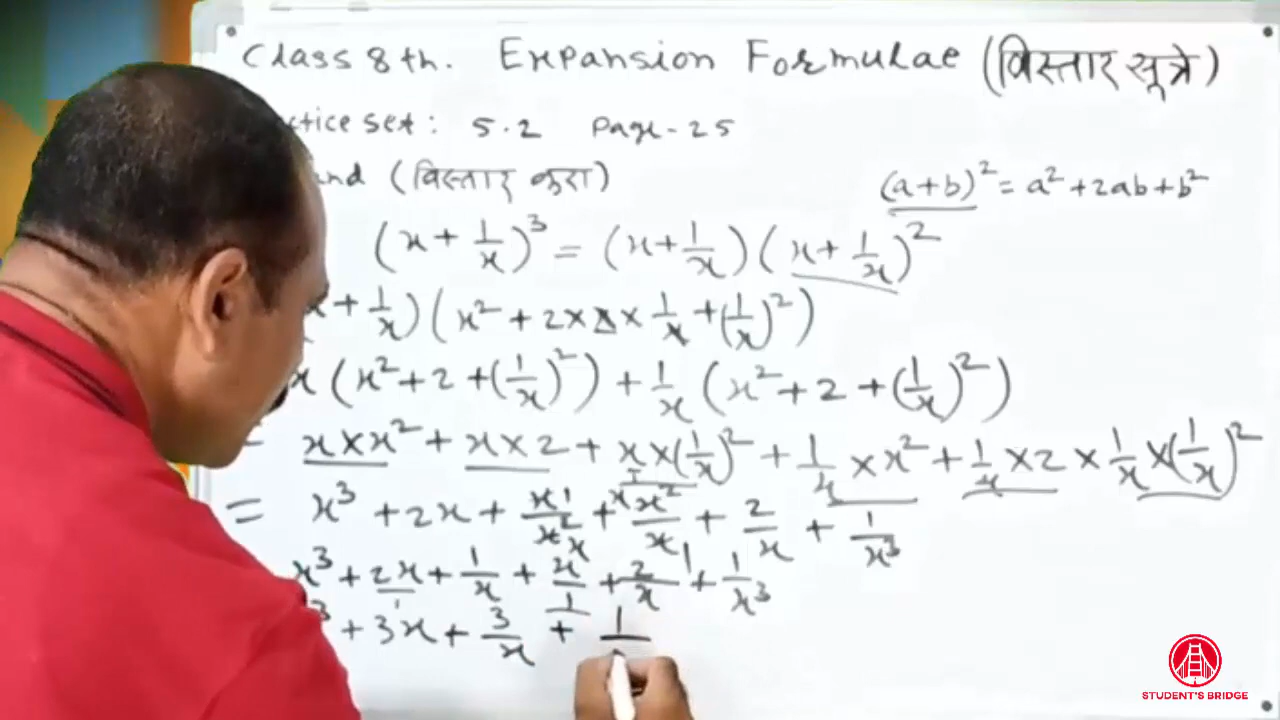 Class 8th. Expansion Formulae (विस्तार सूत्रे)
ctice set: 5.2 Page-25
and (विस्तार करा)
(a+b)² = a² + 2ab + b²
(x + 1/x)³ = (x + 1/x)(x + 1/x)²
x + 1/x)(x² + 2 × x × 1/x + (1/x)²)
x(x² + 2 + (1/x)²) + 1/x (x² + 2 + (1/x)²)
= x × x² + x × 2 + x × (1/x)² + 1/x × x² + 1/x × 2 × 1/x × (1/x)²
= x³ + 2x + x/x² + x²/x + 2/x + 1/x³
x³ + 2x + 1/x + x/1 + 2/x + 1/x³
³ + 3x + 3/x + 1
STUDENT'S BRIDGE